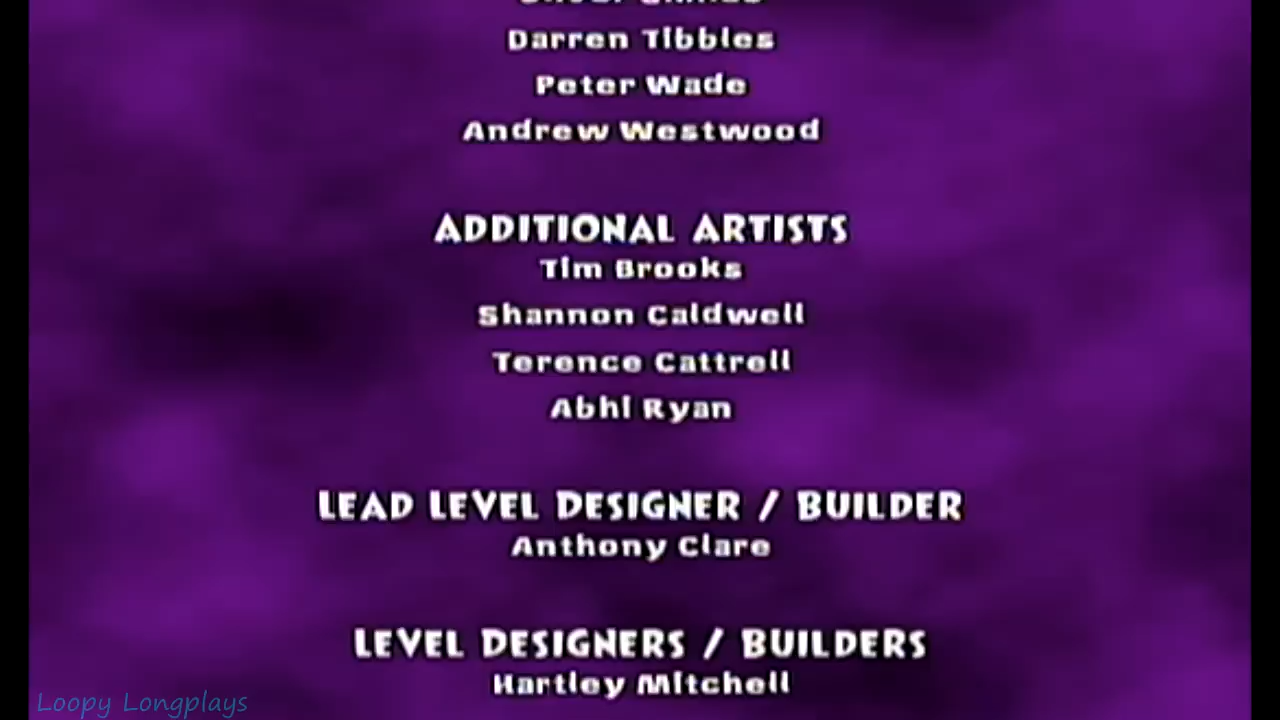 Darren Tibbles
Peter Wade
Andrew Westwood
ADDITIONAL ARTISTS
Tim Brooks
Shannon Caldwell
Terence Cattrell
Abhi Ryan
LEAD LEVEL DESIGNER / BUILDER
Anthony Clare
LEVEL DESIGNERS / BUILDERS
Hartley Mitchell
Loopy Longplays